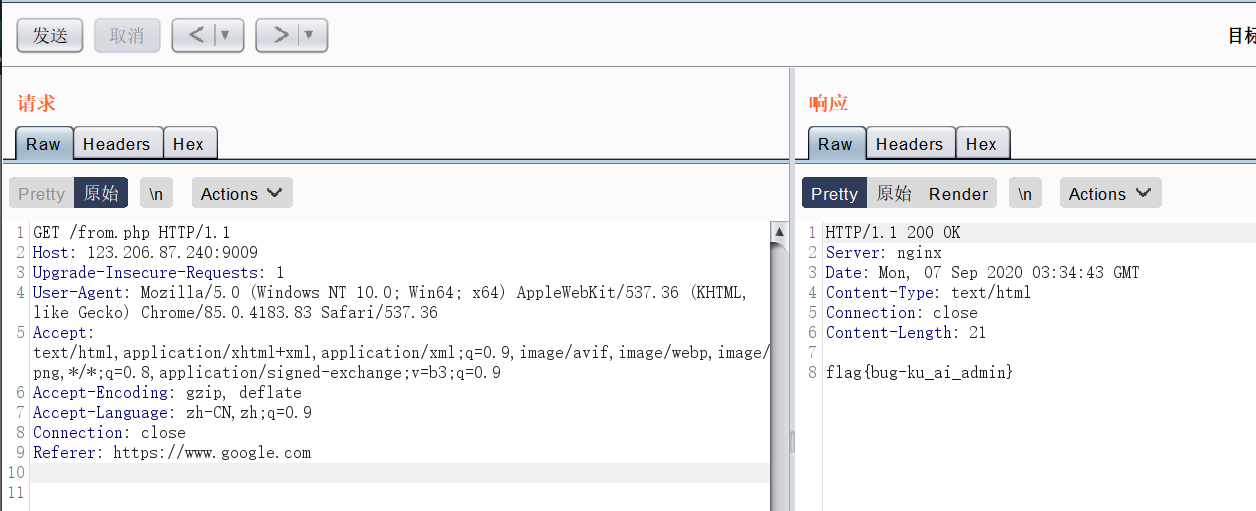 发送 取消 < ▼ > ▼ 目标
请求
Raw Headers Hex
Pretty 原始 \n Actions
1 GET /from.php HTTP/1.1
2 Host: 123.206.87.240:9009
3 Upgrade-Insecure-Requests: 1
4 User-Agent: Mozilla/5.0 (Windows NT 10.0; Win64; x64) AppleWebKit/537.36 (KHTML,
like Gecko) Chrome/85.0.4183.83 Safari/537.36
5 Accept:
text/html,application/xhtml+xml,application/xml;q=0.9,image/avif,image/webp,image/
png,*/*;q=0.8,application/signed-exchange;v=b3;q=0.9
6 Accept-Encoding: gzip, deflate
7 Accept-Language: zh-CN,zh;q=0.9
8 Connection: close
9 Referer: https://www.google.com
10
11
响应
Raw Headers Hex
Pretty 原始 Render \n Actions
1 HTTP/1.1 200 OK
2 Server: nginx
3 Date: Mon, 07 Sep 2020 03:34:43 GMT
4 Content-Type: text/html
5 Connection: close
6 Content-Length: 21
7
8 flag{bug-ku_ai_admin}